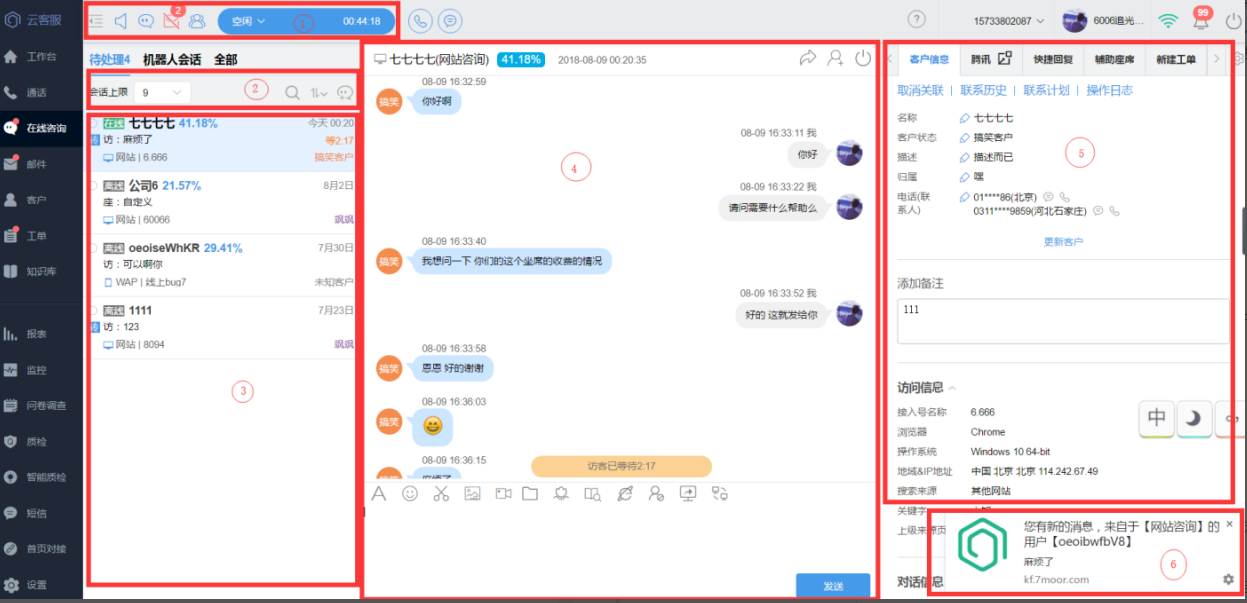 云客服
2
空闲
1
00:44:18
15733802087
6006追光...
99
工作台
通话
在线咨询
邮件
客户
工单
知识库
报表
监控
问卷调查
质检
智能质检
短信
首页对接
设置
待处理4 机器人会话 全部
会话上限 9
2
在线 七七七七 41.18% 今天 00:20
访：麻烦了 等2:17
网站 | 6.666 搞笑客户
离线 公司6 21.57% 8月2日
座：自定义
网站 | 60066 飒飒
离线 oeoiseWhKR 29.41% 7月30日
访：可以啊你
WAP | 线上bug7 未知客户
离线 1111 7月23日
访：123
网站 | 8094 飒飒
3
七七七七(网站咨询) 41.18% 2018-08-09 00:20:35
08-09 16:32:59
搞笑 你好啊
4
08-09 16:33:11 我
你好
08-09 16:33:22 我
请问需要什么帮助么
08-09 16:33:40
搞笑 我想问一下 你们的这个坐席的收费的情况
08-09 16:33:52 我
好的 这就发给你
08-09 16:33:58
搞笑 恩恩 好的谢谢
08-09 16:36:03
搞笑
08-09 16:36:15
麻烦了
访客已等待2:17
发送
客户信息 腾讯 快捷回复 辅助座席 新建工单
取消关联 | 联系历史 | 联系计划 | 操作日志
名称 七七七七
客户状态 搞笑客户
描述 描述而已
归属 嘿
5
电话(联系人) 01****86(北京)
0311****9859(河北石家庄)
更新客户
添加备注
111
访问信息
接入号名称 6.666
浏览器 Chrome
操作系统 Windows 10 64-bit
地域&IP地址 中国 北京 北京 114.242.67.49
搜索来源 其他网站
关键字
上级来源页
对话信息
中
您有新的消息，来自于【网站咨询】的
用户【oeoibwfbV8】
麻烦了
kf.7moor.com
6